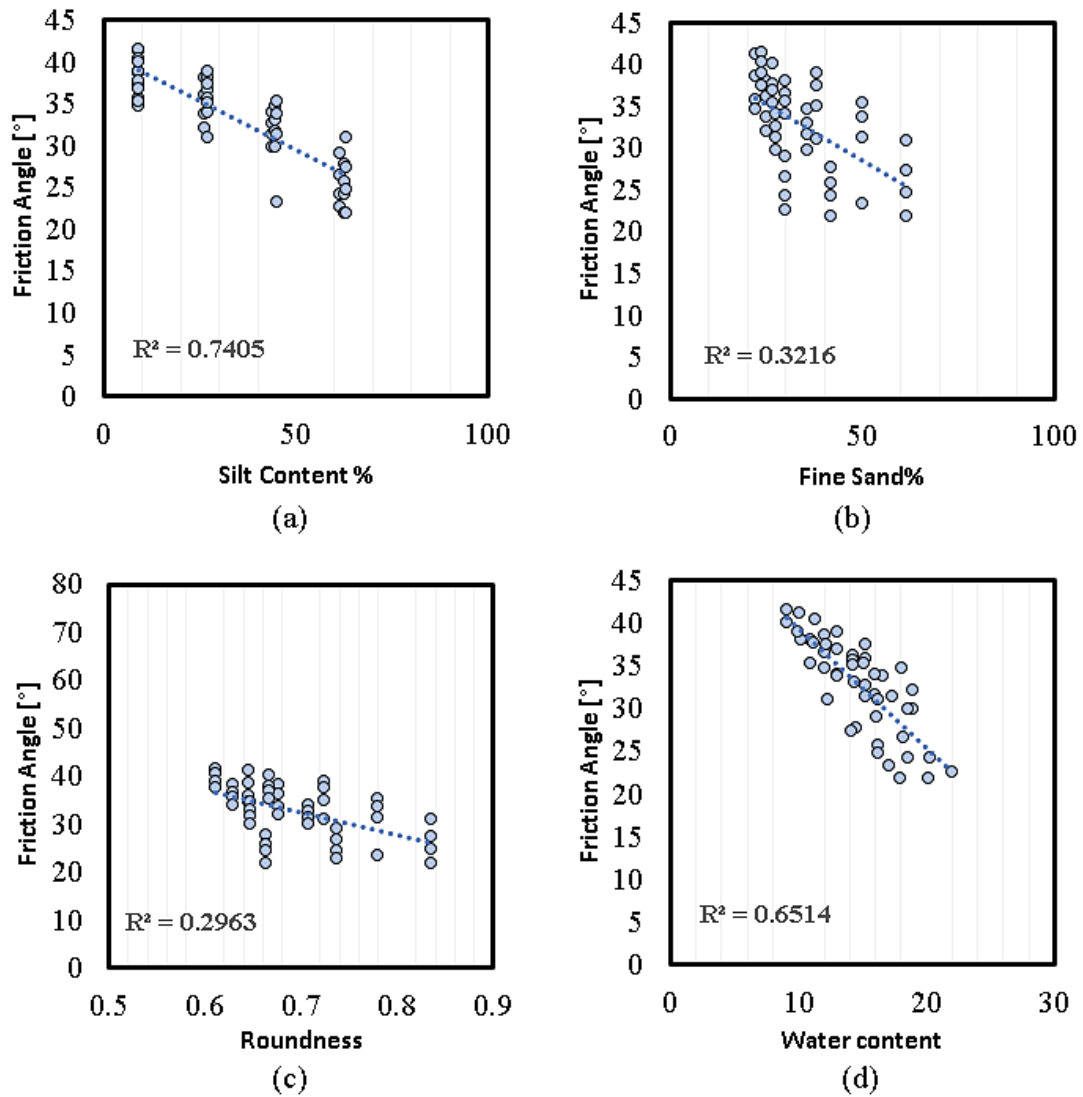 45
40
35
30
25
20
15
10
5
0
Friction Angle [°]
R² = 0.7405
0 50 100
Silt Content %
(a)
45
40
35
30
25
20
15
10
5
0
Friction Angle [°]
R² = 0.3216
0 50 100
Fine Sand%
(b)
80
70
60
50
40
30
20
10
0
Friction Angle [°]
R² = 0.2963
0.5 0.6 0.7 0.8 0.9
Roundness
(c)
45
40
35
30
25
20
15
10
5
0
Friction Angle [°]
R² = 0.6514
0 10 20 30
Water content
(d)